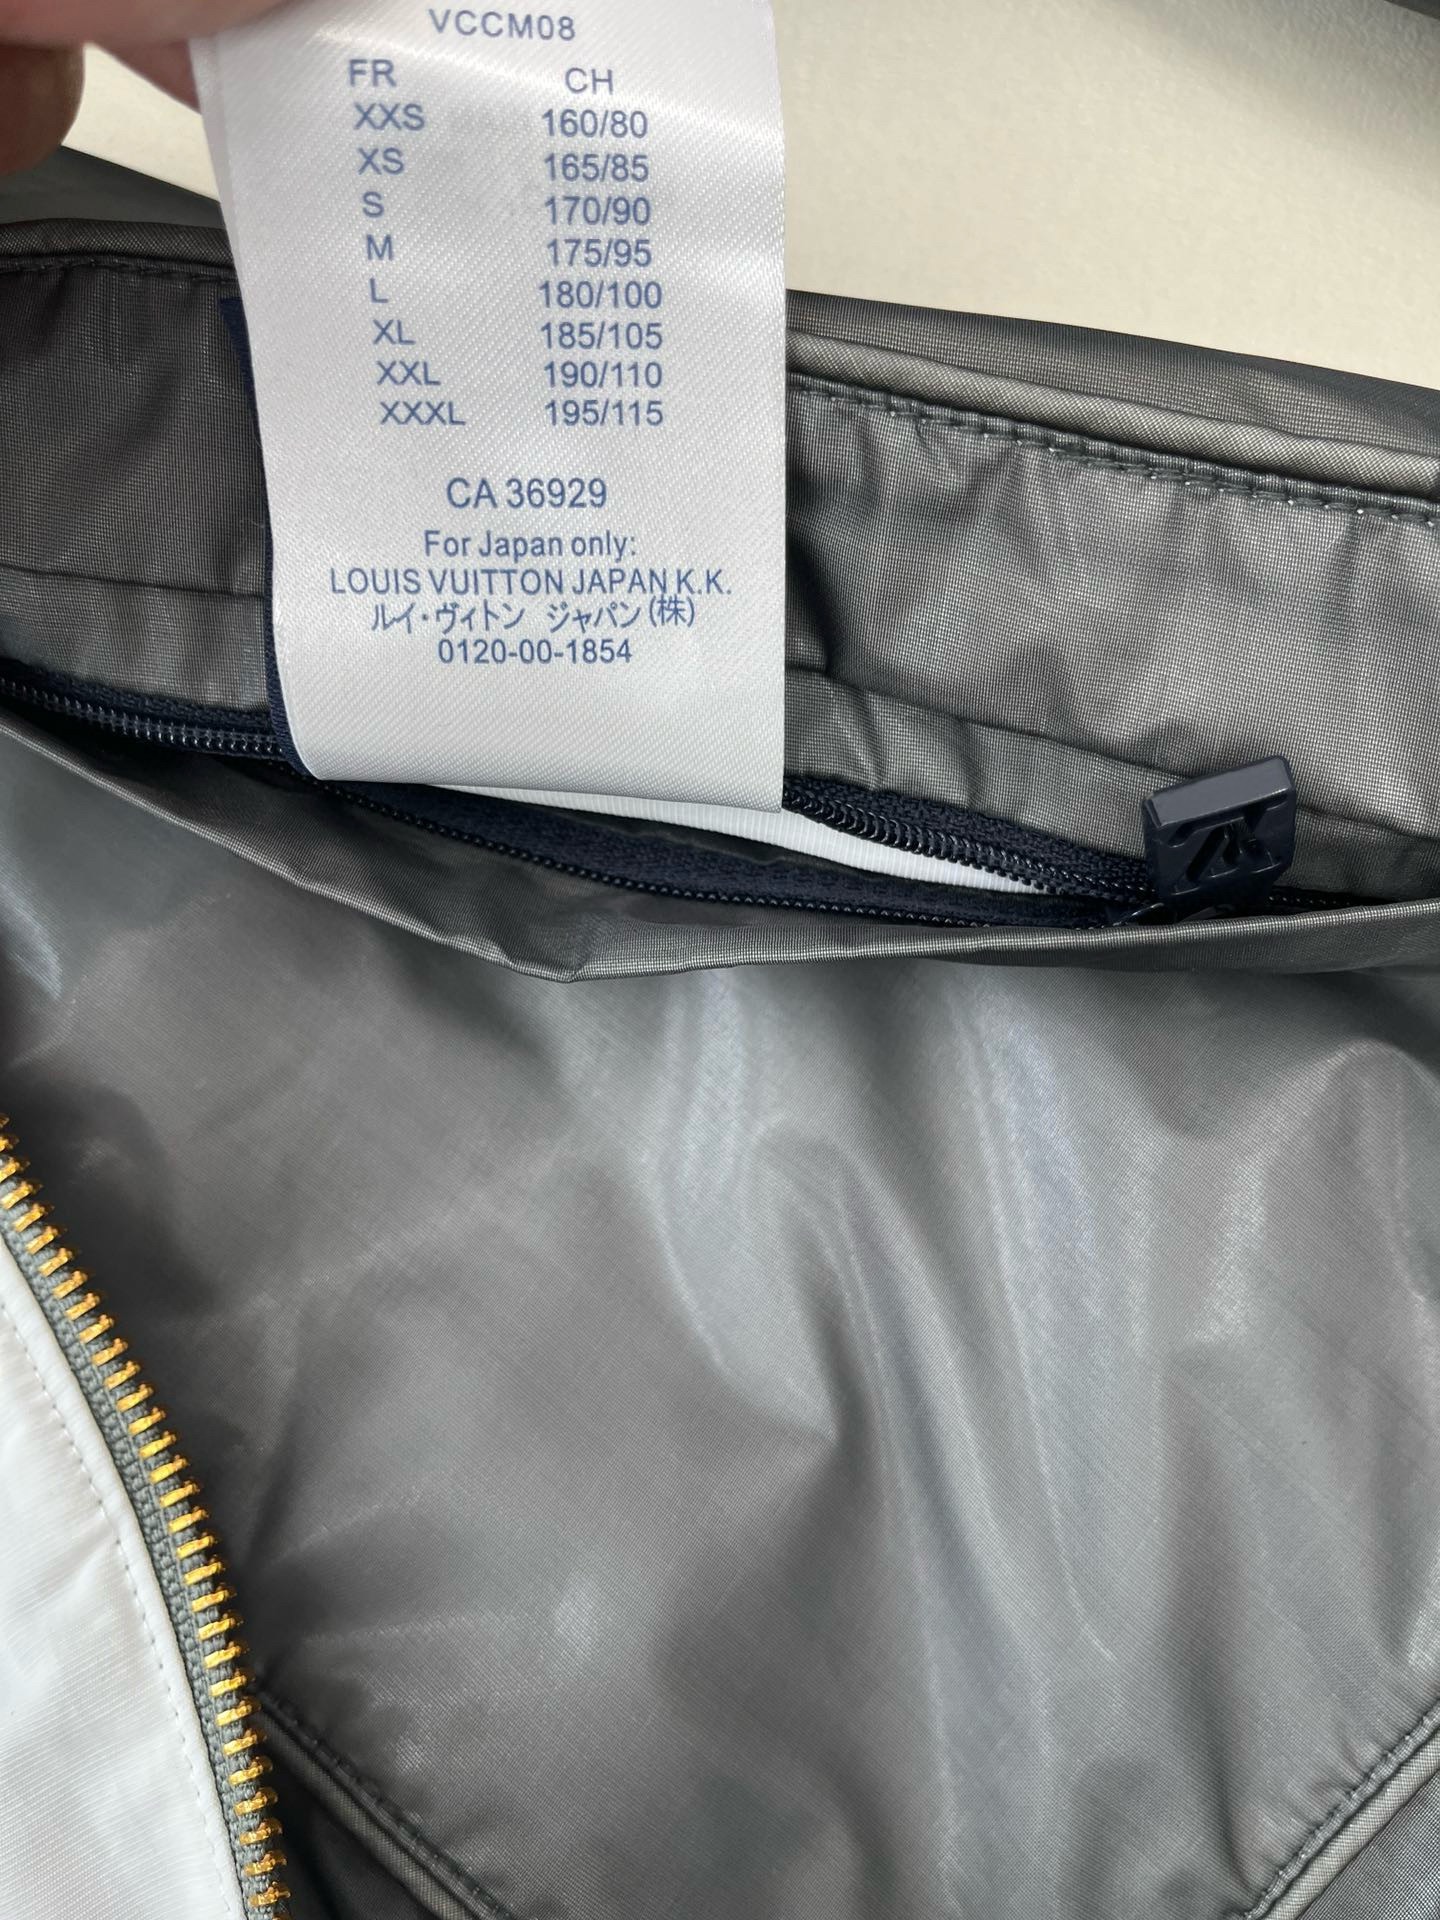 VCCM08
FR CH
XXS 160/80
XS 165/85
S 170/90
M 175/95
L 180/100
XL 185/105
XXL 190/110
XXXL 195/115
CA 36929
For Japan only:
LOUIS VUITTON JAPAN K.K.
ルイ・ヴィトン ジャパン(株)
0120-00-1854